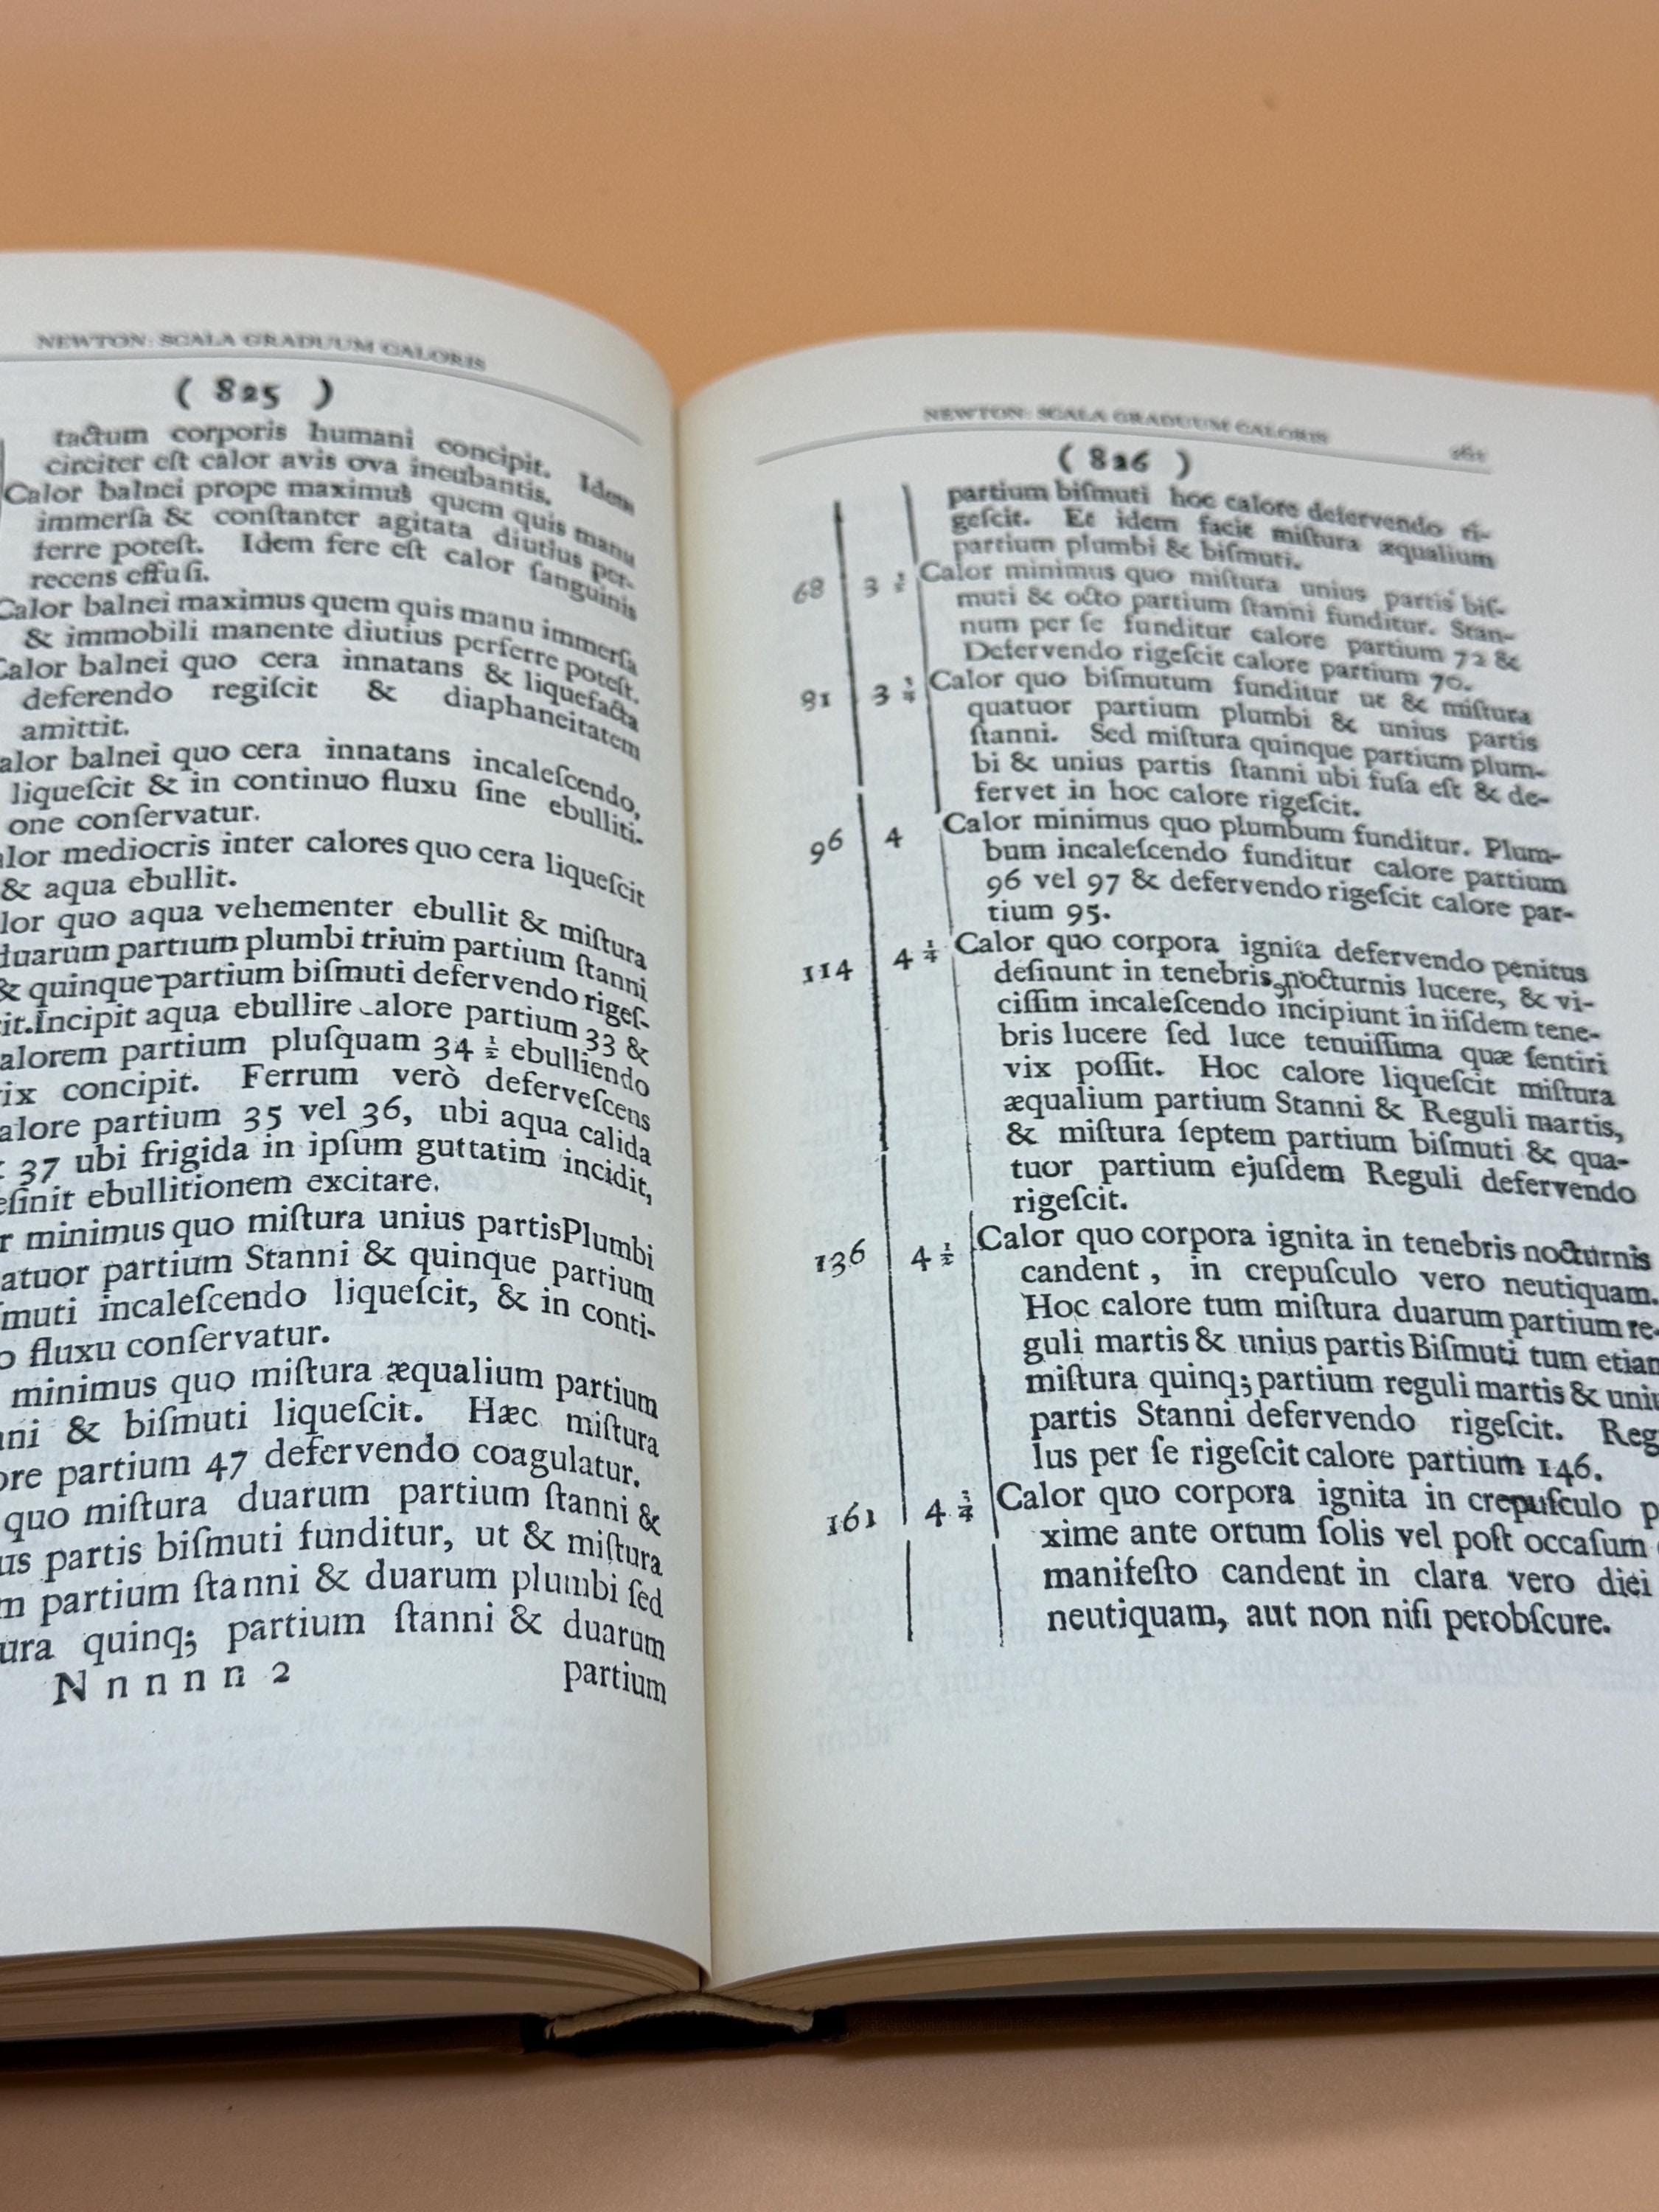 NEWTON: SCALA GRADUUM CALORIS
( 825 )
tactum corporis humani concipit. Idem
circiter eſt calor avis ova incubantis.
Calor balnei prope maximus quem quis manu
immerſa & conſtanter agitata diutius per-
ferre poteſt. Idem fere eſt calor ſanguinis
recens effuſi.
Calor balnei maximus quem quis manu immerſa
& immobili manente diutius perferre poteſt.
Calor balnei quo cera innatans & liquefacta
deferendo regiſcit & diaphaneitatem
amittit.
alor balnei quo cera innatans incaleſcendo,
liqueſcit & in continuo fluxu ſine ebulliti-
one conſervatur.
alor mediocris inter calores quo cera liqueſcit
& aqua ebullit.
lor quo aqua vehementer ebullit & miſtura
duarum partium plumbi trium partium ſtanni
& quinque partium biſmuti defervendo rigeſ-
it. Incipit aqua ebullire calore partium 33 &
alorem partium pluſquam 34 ½ ebulliendo
ix concipit. Ferrum verò deferveſcens
alore partium 35 vel 36, ubi aqua calida
37 ubi frigida in ipſum guttatim incidit,
eſinit ebullitionem excitare.
r minimus quo miſtura unius partisPlumbi
atuor partium Stanni & quinque partium
ſmuti incaleſcendo liqueſcit, & in conti-
o fluxu conſervatur.
minimus quo miſtura æqualium partium
nni & biſmuti liqueſcit. Hæc miſtura
ore partium 47 defervendo coagulatur.
quo miſtura duarum partium ſtanni &
us partis biſmuti funditur, ut & miſtura
m partium ſtanni & duarum plumbi ſed
ura quinq; partium ſtanni & duarum
N n n n n 2 partium
NEWTON: SCALA GRADUUM CALORIS 261
( 826 )
partium biſmuti hoc calore defervendo ri-
geſcit. Et idem facit miſtura æqualium
partium plumbi & biſmuti.
68 3 ½ Calor minimus quo miſtura unius partis biſ-
muti & octo partium ſtanni funditur. Stan-
num per ſe funditur calore partium 72 &
Defervendo rigeſcit calore partium 70.
81 3 ¾ Calor quo biſmutum funditur ut & miſtura
quatuor partium plumbi & unius partis
ſtanni. Sed miſtura quinque partium plum-
bi & unius partis ſtanni ubi fuſa eſt & de-
fervet in hoc calore rigeſcit.
96 4 Calor minimus quo plumbum funditur. Plum-
bum incaleſcendo funditur calore partium
96 vel 97 & defervendo rigeſcit calore par-
tium 95.
114 4 ¼ Calor quo corpora ignita defervendo penitus
deſinunt in tenebris nocturnis lucere, & vi-
ciſſim incaleſcendo incipiunt in iiſdem tene-
bris lucere ſed luce tenuiſſima quæ ſentiri
vix poſſit. Hoc calore liqueſcit miſtura
æqualium partium Stanni & Reguli martis,
& miſtura ſeptem partium biſmuti & qua-
tuor partium ejuſdem Reguli defervendo
rigeſcit.
136 4 ½ Calor quo corpora ignita in tenebris nocturnis
candent, in crepuſculo vero neutiquam.
Hoc calore tum miſtura duarum partium re-
guli martis & unius partis Biſmuti tum etiam
miſtura quinq; partium reguli martis & uniu
partis Stanni defervendo rigeſcit. Reg
lus per ſe rigeſcit calore partium 146.
161 4 ¾ Calor quo corpora ignita in crepuſculo p
xime ante ortum ſolis vel poſt occaſum
manifeſto candent in clara vero diei
neutiquam, aut non niſi perobſcure.